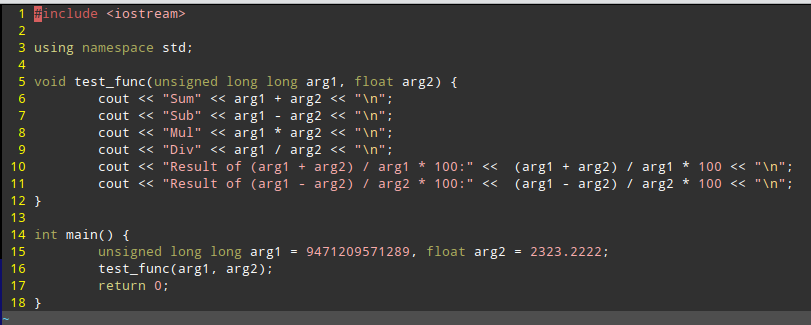 1 #include <iostream>
2
3 using namespace std;
4
5 void test_func(unsigned long long arg1, float arg2) {
6         cout << "Sum" << arg1 + arg2 << "\n";
7         cout << "Sub" << arg1 - arg2 << "\n";
8         cout << "Mul" << arg1 * arg2 << "\n";
9         cout << "Div" << arg1 / arg2 << "\n";
10         cout << "Result of (arg1 + arg2) / arg1 * 100:" <<  (arg1 + arg2) / arg1 * 100 << "\n";
11         cout << "Result of (arg1 - arg2) / arg2 * 100:" <<  (arg1 - arg2) / arg2 * 100 << "\n";
12 }
13
14 int main() {
15         unsigned long long arg1 = 9471209571289, float arg2 = 2323.2222;
16         test_func(arg1, arg2);
17         return 0;
18 }
~